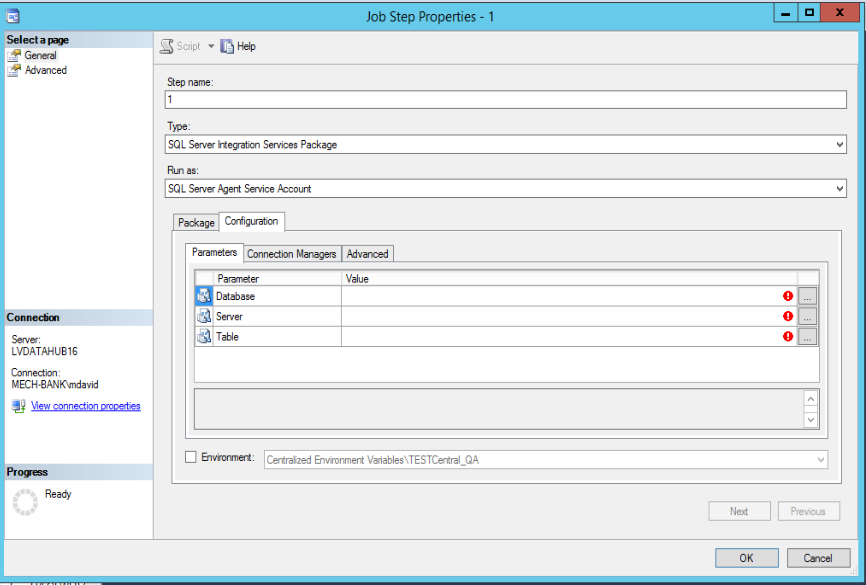 Job Step Properties - 1
Select a page
General
Advanced
Script
Help
Step name:
1
Type:
SQL Server Integration Services Package
Run as:
SQL Server Agent Service Account
Package
Configuration
Parameters
Connection Managers
Advanced
Parameter Value
Database
...
Server
...
Table
...
Environment:
Centralized Environment Variables\TESTCentral_QA
Connection
Server:
LVDATAHUB16
Connection:
MECH-BANK\mdavid
View connection properties
Progress
Ready
Next
Previous
OK
Cancel